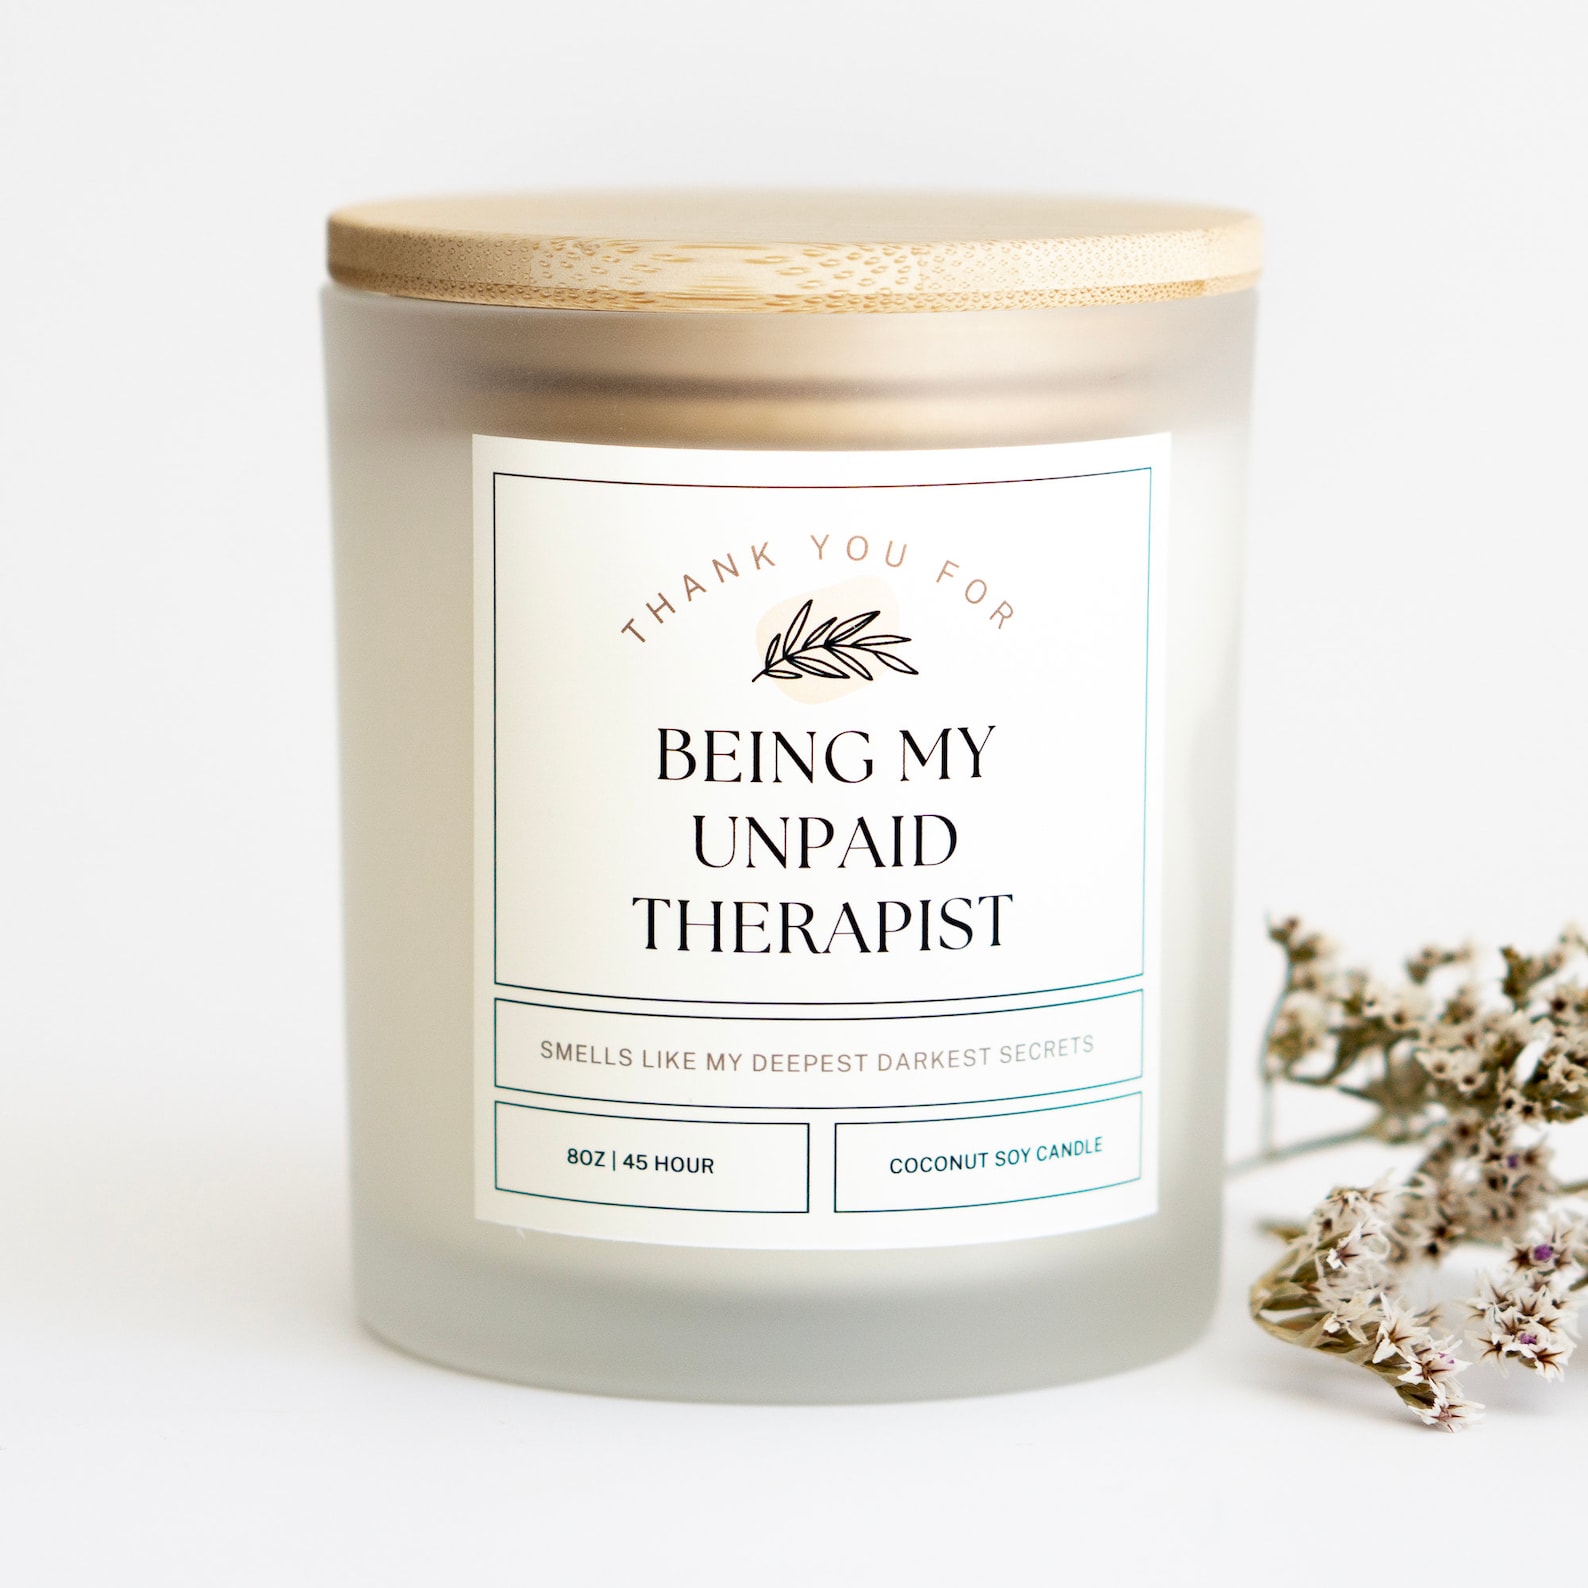 THANK YOU FOR
BEING MY
UNPAID
THERAPIST
SMELLS LIKE MY DEEPEST DARKEST SECRETS
8OZ | 45 HOUR
COCONUT SOY CANDLE